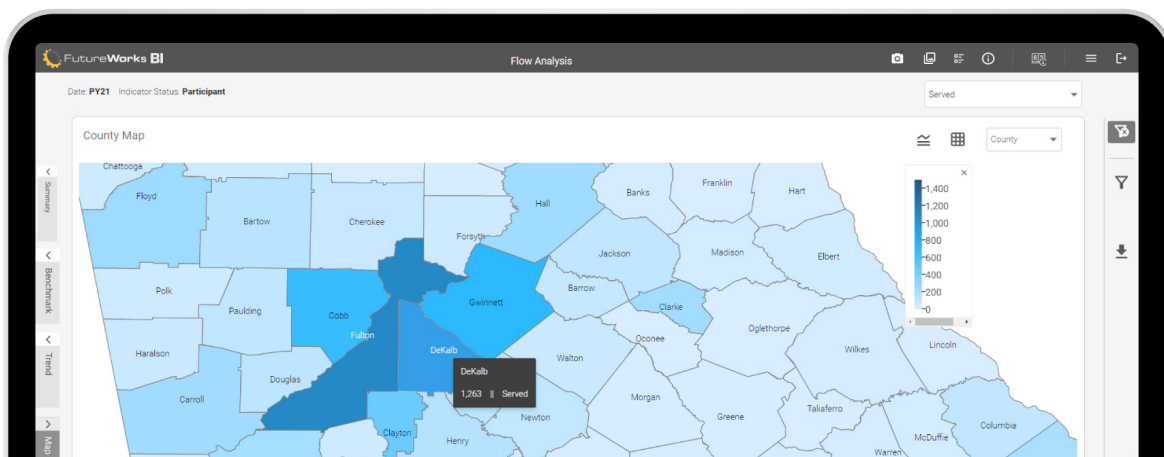 FutureWorks BI
Flow Analysis
Date: PY21 Indicator Status: Participant
Served
County Map
County
Summary
Benchmark
Trend
Map
Chattooga
Floyd
Bartow
Cherokee
Forsyth
Hall
Banks
Franklin
Hart
Jackson
Madison
Elbert
Polk
Paulding
Cobb
Fulton
Gwinnett
Barrow
Clarke
Oconee
Oglethorpe
Wilkes
Lincoln
Haralson
Douglas
DeKalb
DeKalb
1,263 || Served
Walton
Morgan
Greene
Taliaferro
Carroll
Clayton
Henry
Newton
Warren
McDuffie
Columbia
1,400
1,200
1,000
800
600
400
200
0